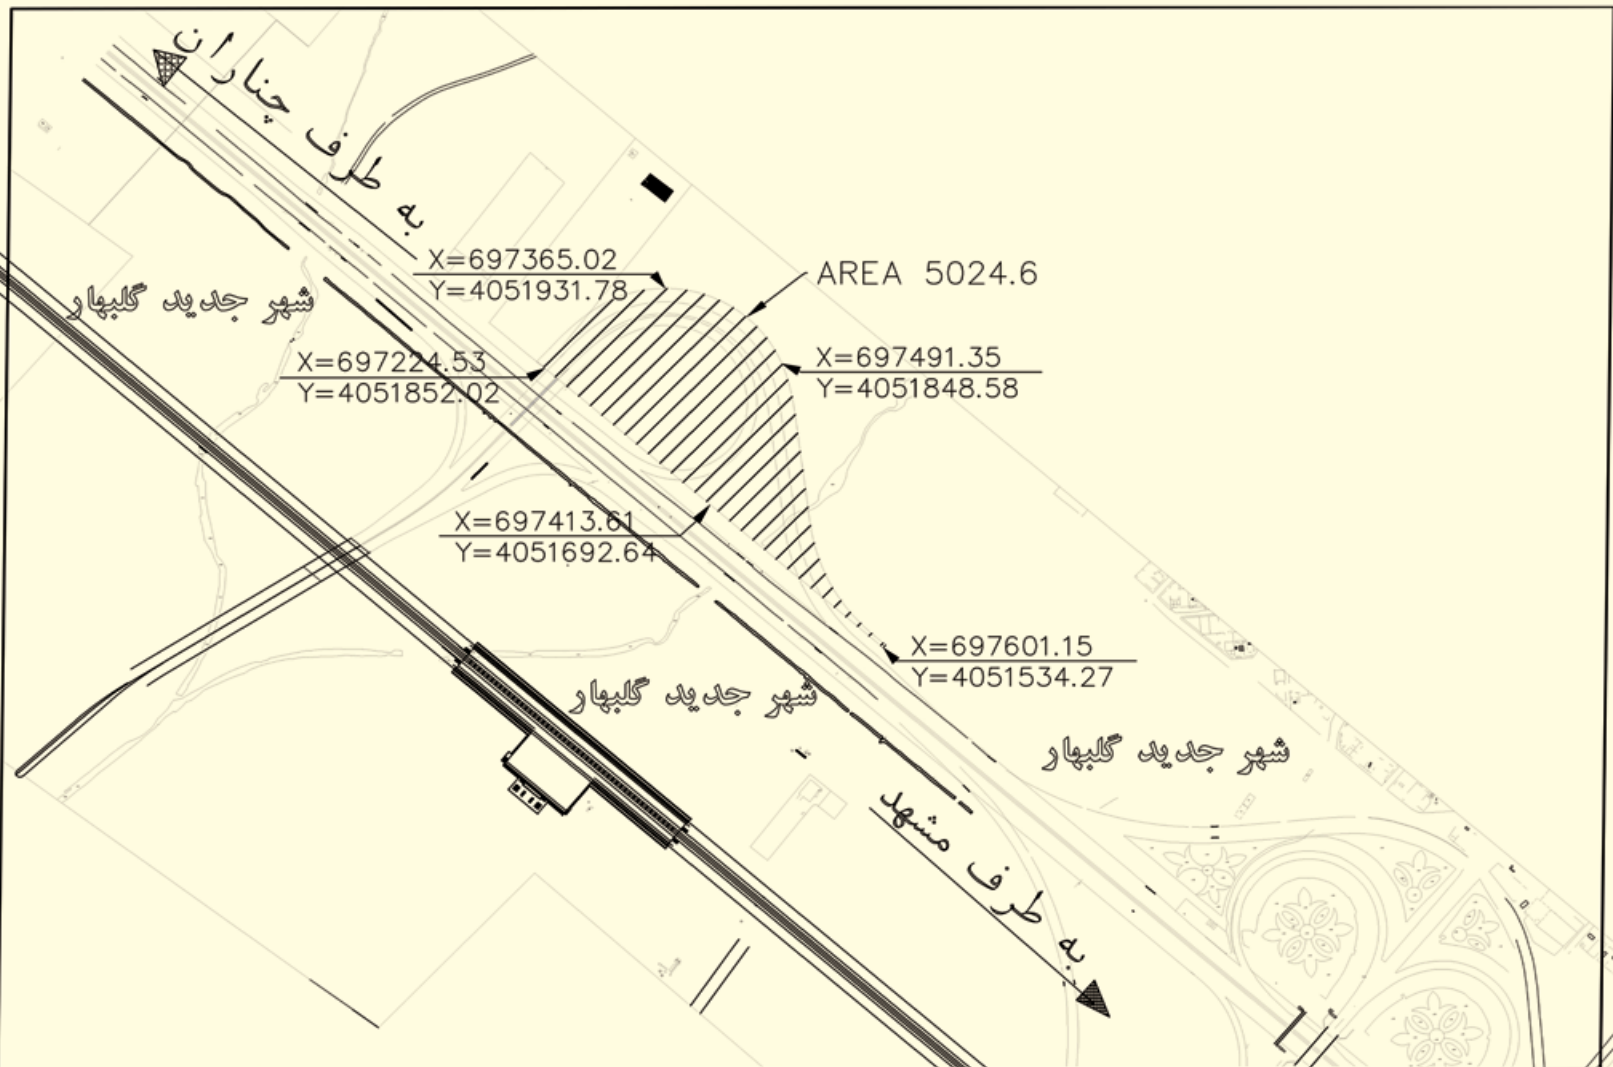 به طرف چناران
X=697365.02
Y=4051931.78
AREA 5024.6
شهر جدید گلبهار
X=697224.53
Y=4051852.02
X=697491.35
Y=4051848.58
X=697413.61
Y=4051692.64
X=697601.15
Y=4051534.27
شهر جدید گلبهار
شهر جدید گلبهار
به طرف مشهد